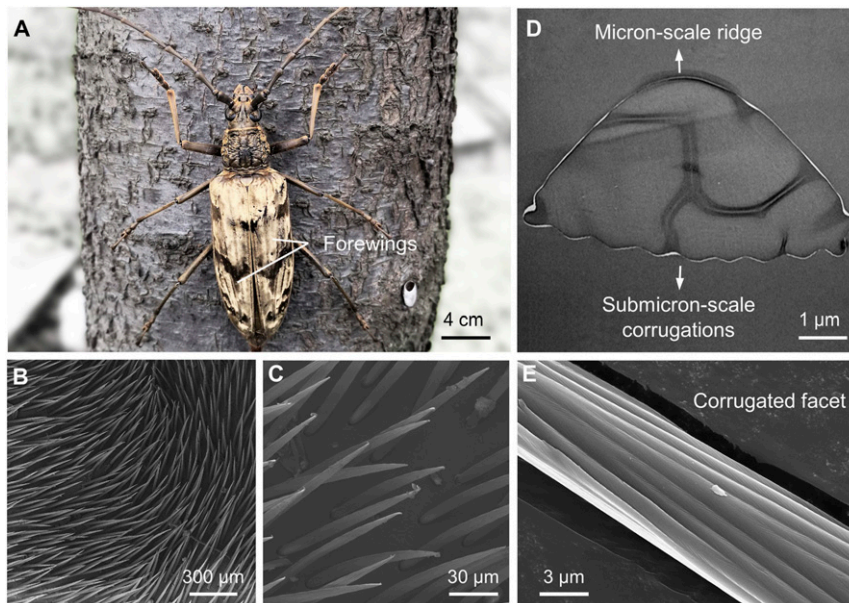 A
Forewings
4 cm
D
Micron-scale ridge
Submicron-scale
corrugations
1 µm
B
300 µm
C
30 µm
E
Corrugated facet
3 µm